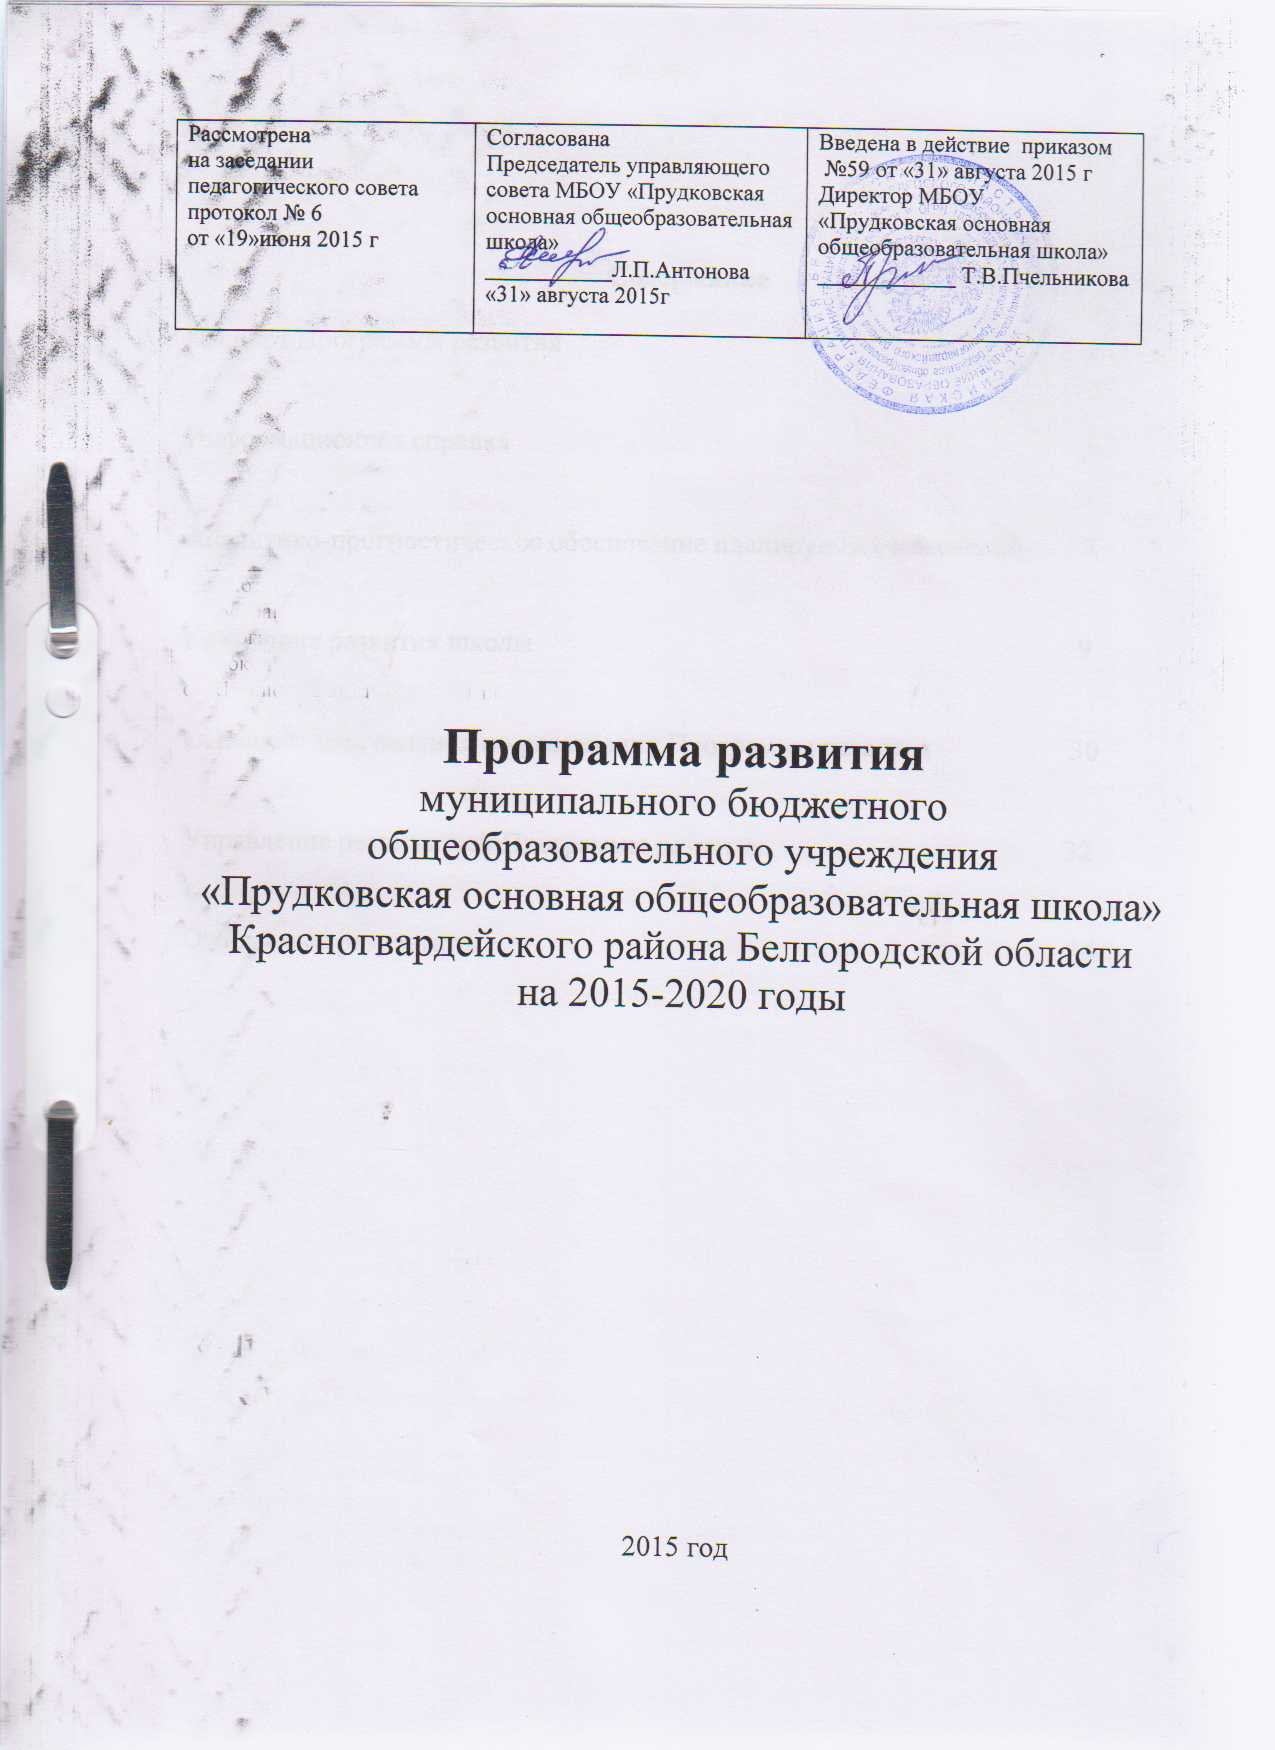 Рассмотрена
на заседании
педагогического совета
протокол № 6
от «19»июня 2015 г
Согласована
Председатель управляющего
совета МБОУ «Прудковская
основная общеобразовательная
школа»
Л.П.Антонова
«31» августа 2015г
Введена в действие приказом
№59 от «31» августа 2015 г
Директор МБОУ
«Прудковская основная
общеобразовательная школа»
Т.В.Пчельникова
Программа развития
муниципального бюджетного
общеобразовательного учреждения
«Прудковская основная общеобразовательная школа»
Красногвардейского района Белгородской области
на 2015-2020 годы
2015 год